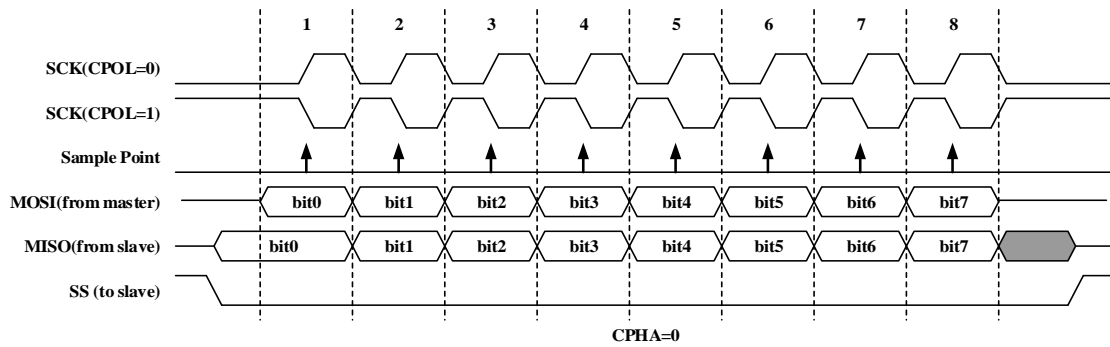 1 2 3 4 5 6 7 8
SCK(CPOL=0)
SCK(CPOL=1)
Sample Point
MOSI(from master) bit0 bit1 bit2 bit3 bit4 bit5 bit6 bit7
MISO(from slave) bit0 bit1 bit2 bit3 bit4 bit5 bit6 bit7
SS (to slave)
CPHA=0